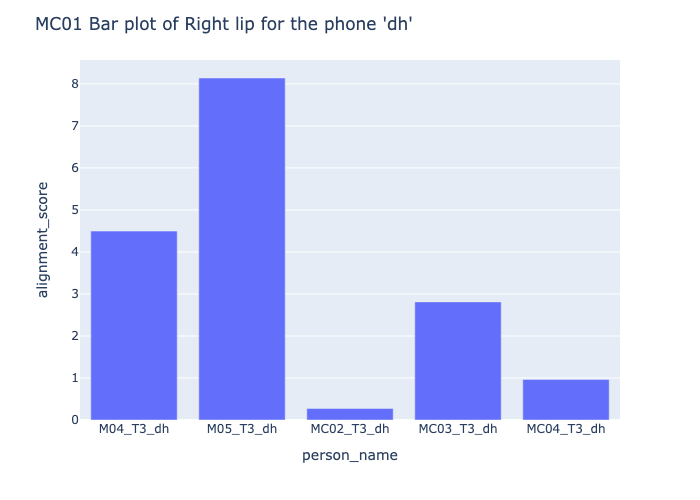 MC01 Bar plot of Right lip for the phone 'dh'
8
7
6
5
4
3
2
1
0
alignment_score
M04_T3_dh M05_T3_dh MC02_T3_dh MC03_T3_dh MC04_T3_dh
person_name